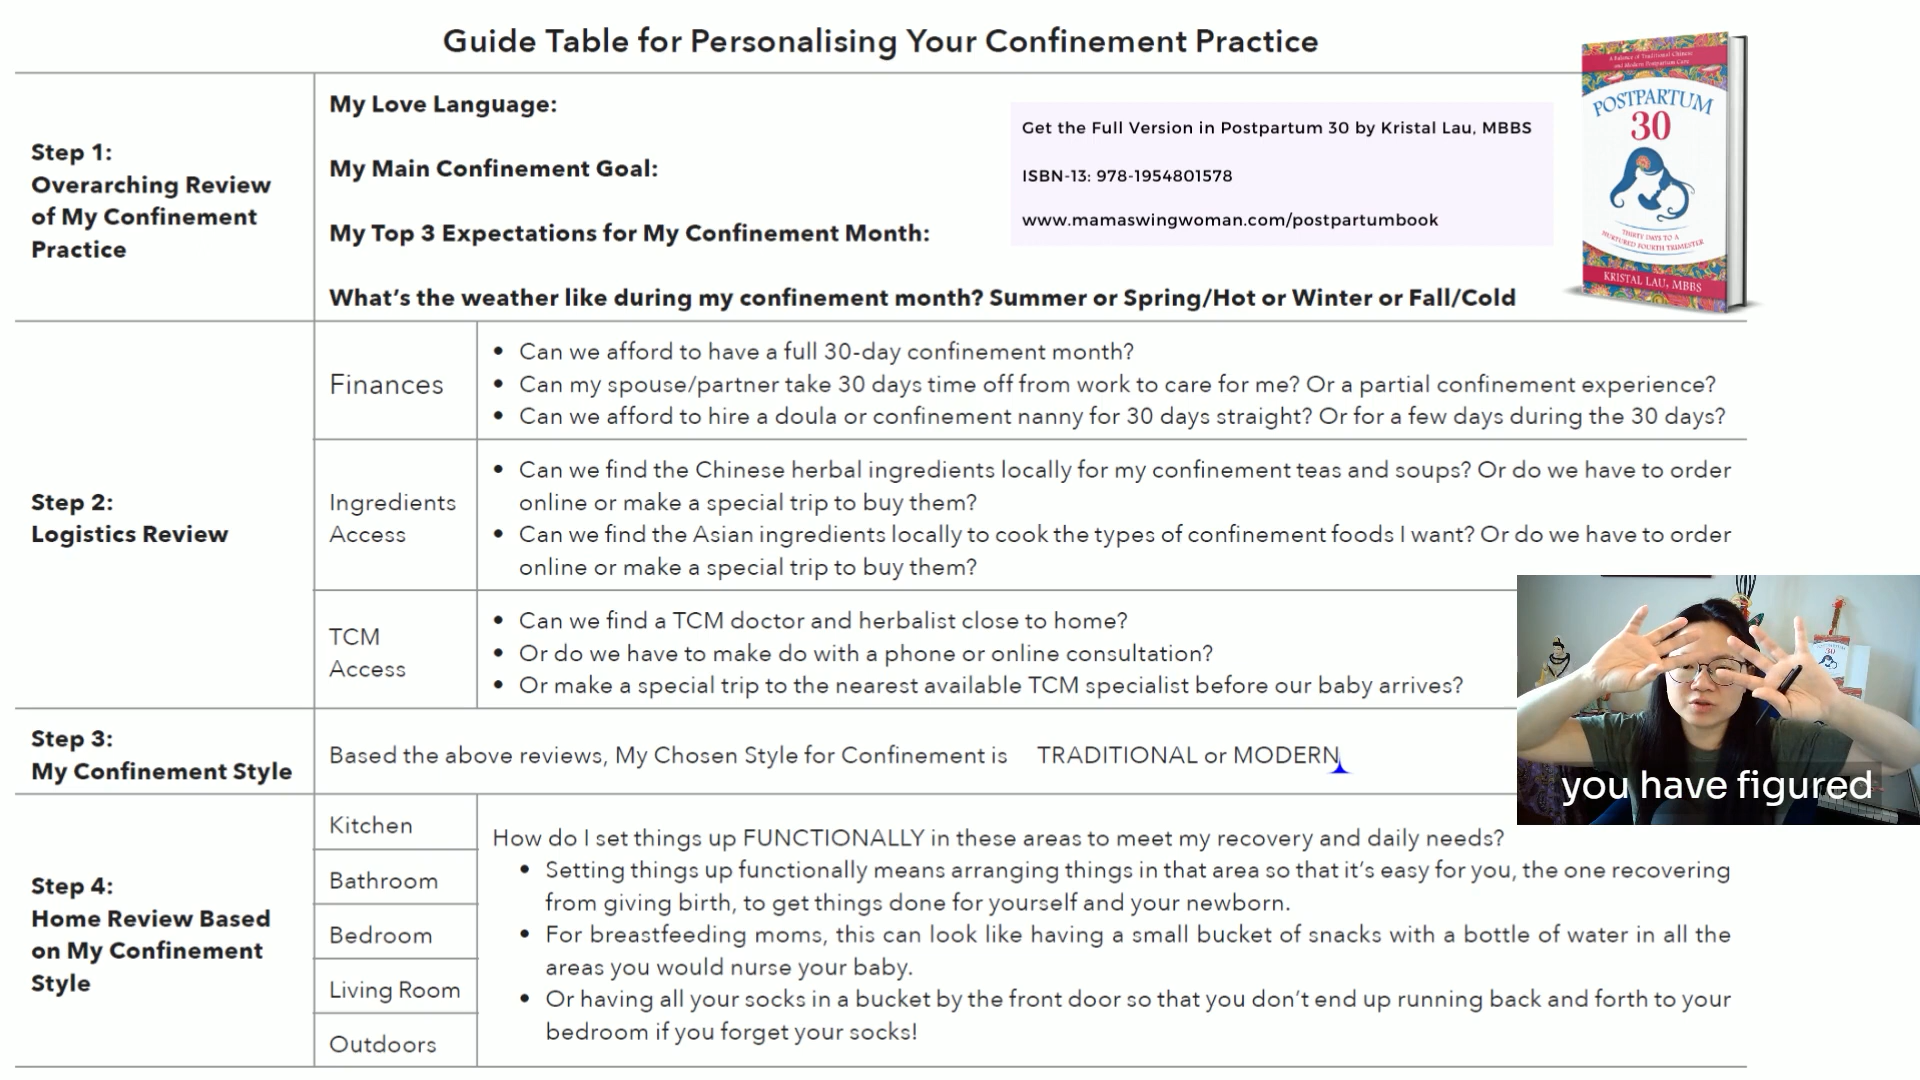 Guide Table for Personalising Your Confinement Practice
Step 1:
Overarching Review
of My Confinement
Practice
My Love Language:
My Main Confinement Goal:
My Top 3 Expectations for My Confinement Month:
What's the weather like during my confinement month? Summer or Spring/Hot or Winter or Fall/Cold
Get the Full Version in Postpartum 30 by Kristal Lau, MBBS
ISBN-13: 978-1954801578
www.mamaswingwoman.com/postpartumbook
A Balance of Traditional Chinese
and Modern Postpartum Care
POSTPARTUM
30
THIRTY DAYS TO A
NURTURED FOURTH TRIMESTER
KRISTAL LAU, MBBS
Step 2:
Logistics Review
Finances
• Can we afford to have a full 30-day confinement month?
• Can my spouse/partner take 30 days time off from work to care for me? Or a partial confinement experience?
• Can we afford to hire a doula or confinement nanny for 30 days straight? Or for a few days during the 30 days?
Ingredients
Access
• Can we find the Chinese herbal ingredients locally for my confinement teas and soups? Or do we have to order
online or make a special trip to buy them?
• Can we find the Asian ingredients locally to cook the types of confinement foods I want? Or do we have to order
online or make a special trip to buy them?
TCM
Access
• Can we find a TCM doctor and herbalist close to home?
• Or do we have to make do with a phone or online consultation?
• Or make a special trip to the nearest available TCM specialist before our baby arrives?
Step 3:
My Confinement Style
Based the above reviews, My Chosen Style for Confinement is TRADITIONAL or MODERN
30
you have figured
Step 4:
Home Review Based
on My Confinement
Style
Kitchen
Bathroom
Bedroom
Living Room
Outdoors
How do I set things up FUNCTIONALLY in these areas to meet my recovery and daily needs?
• Setting things up functionally means arranging things in that area so that it's easy for you, the one recovering
from giving birth, to get things done for yourself and your newborn.
• For breastfeeding moms, this can look like having a small bucket of snacks with a bottle of water in all the
areas you would nurse your baby.
• Or having all your socks in a bucket by the front door so that you don't end up running back and forth to your
bedroom if you forget your socks!